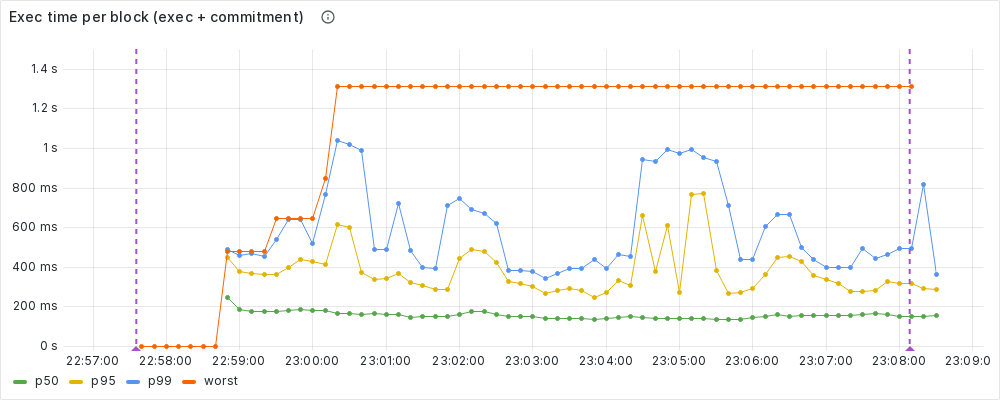 Exec time per block (exec + commitment)
1.4 s
1.2 s
1 s
800 ms
600 ms
400 ms
200 ms
0 s
22:57:00 22:58:00 22:59:00 23:00:00 23:01:00 23:02:00 23:03:00 23:04:00 23:05:00 23:06:00 23:07:00 23:08:00 23:09:0
p50 p95 p99 worst